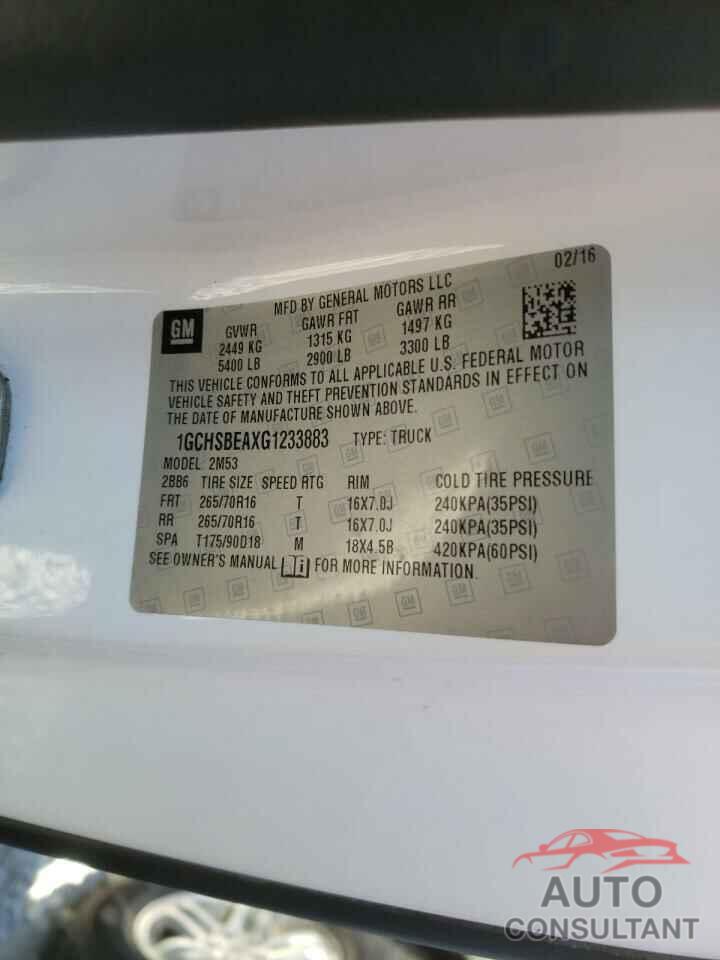 02/16
MFD BY GENERAL MOTORS LLC
GM
GVWR GAWR FRT GAWR RR
2449 KG 1315 KG 1497 KG
5400 LB 2900 LB 3300 LB
THIS VEHICLE CONFORMS TO ALL APPLICABLE U.S. FEDERAL MOTOR
VEHICLE SAFETY AND THEFT PREVENTION STANDARDS IN EFFECT ON
THE DATE OF MANUFACTURE SHOWN ABOVE.
1GCHSBEAXG1233883 TYPE: TRUCK
MODEL: 2M53
2BB6 TIRE SIZE SPEED RTG RIM COLD TIRE PRESSURE
FRT 265/70R16 T 16X7.0J 240KPA(35PSI)
RR 265/70R16 T 16X7.0J 240KPA(35PSI)
SPA T175/90D18 M 18X4.5B 420KPA(60PSI)
SEE OWNER'S MANUAL FOR MORE INFORMATION.
AUTO
CONSULTANT